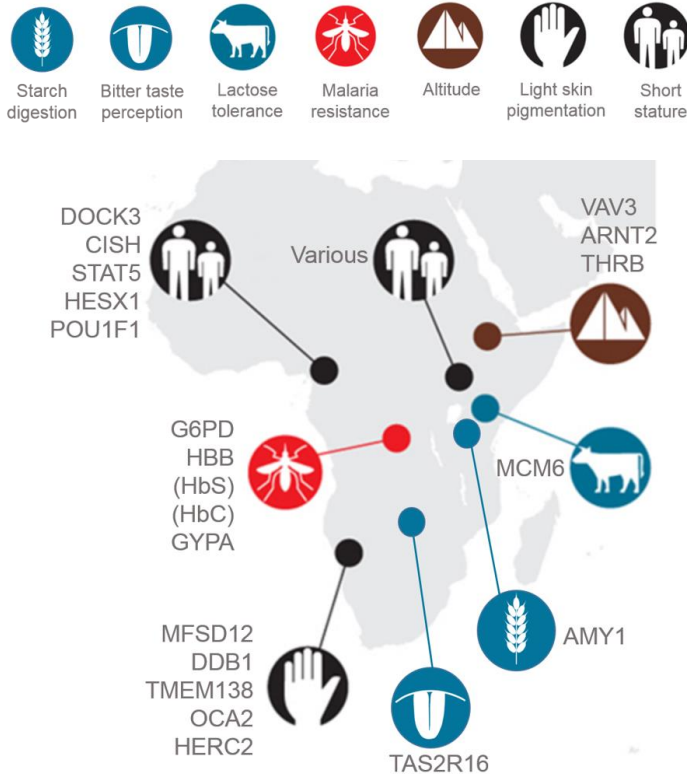 Starch
digestion
Bitter taste
perception
Lactose
tolerance
Malaria
resistance
Altitude
Light skin
pigmentation
Short
stature
DOCK3
CISH
STAT5
HESX1
POU1F1
Various
VAV3
ARNT2
THRB
G6PD
HBB
(HbS)
(HbC)
GYPA
MCM6
AMY1
MFSD12
DDB1
TMEM138
OCA2
HERC2
TAS2R16